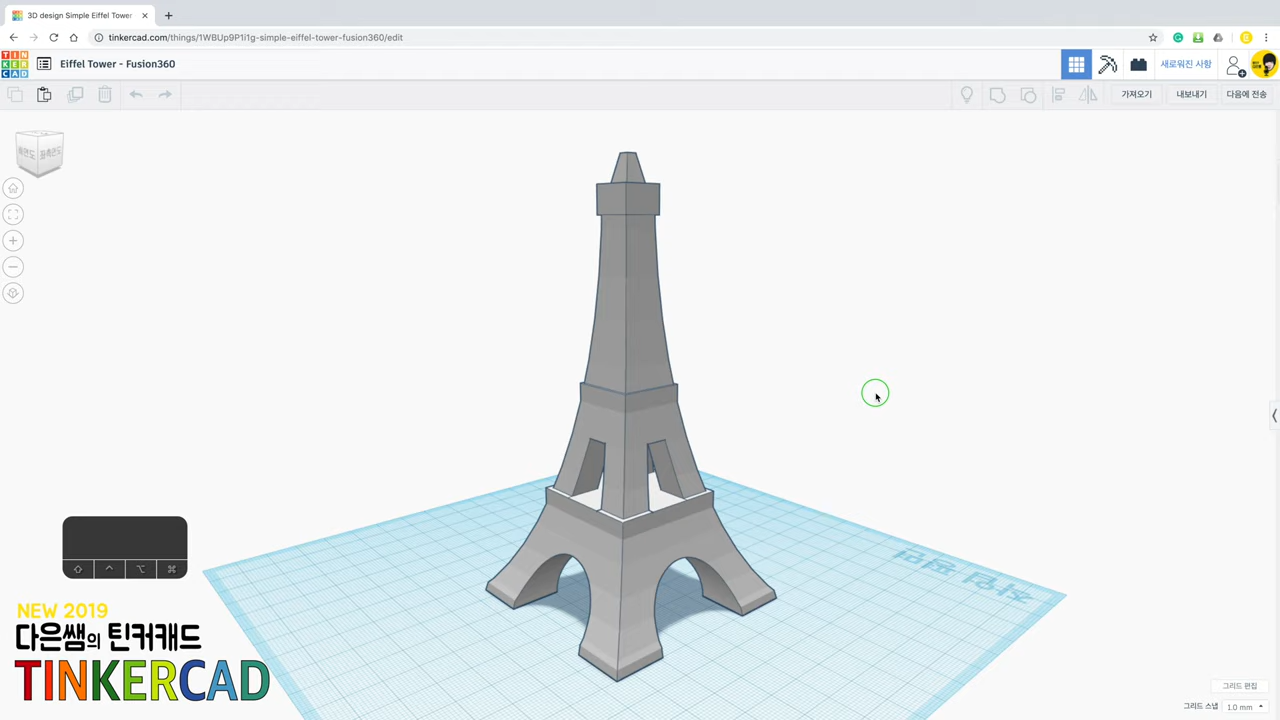 3D design Simple Eiffel Tower
tinkercad.com/things/1WBUp9P1i1g-simple-eiffel-tower-fusion360/edit
TIN
KER
CAD
Eiffel Tower - Fusion360
새로워진 사항
가져오기
내보내기
다음에 전송
NEW 2019
다은쌤의 틴커캐드
TINKERCAD
그리드 편집
그리드 스냅 1.0 mm